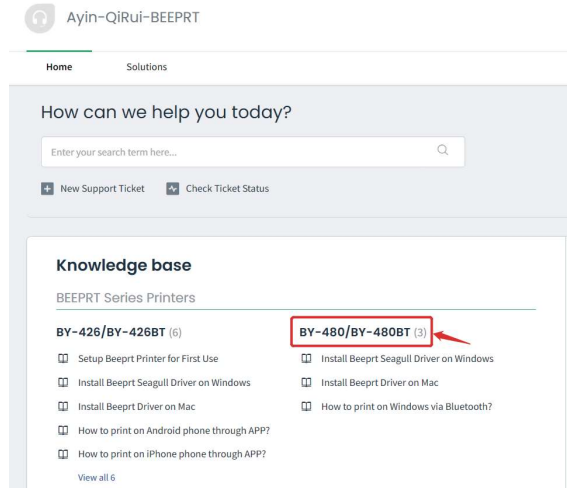 Ayin-QiRui-BEEPRT
Home Solutions
How can we help you today?
Enter your search term here...
New Support Ticket Check Ticket Status
Knowledge base
BEEPRT Series Printers
BY-426/BY-426BT (6)
Setup Beeprt Printer for First Use
Install Beeprt Seagull Driver on Windows
Install Beeprt Driver on Mac
How to print on Android phone through APP?
How to print on iPhone phone through APP?
View all 6
BY-480/BY-480BT (3)
Install Beeprt Seagull Driver on Windows
Install Beeprt Driver on Mac
How to print on Windows via Bluetooth?